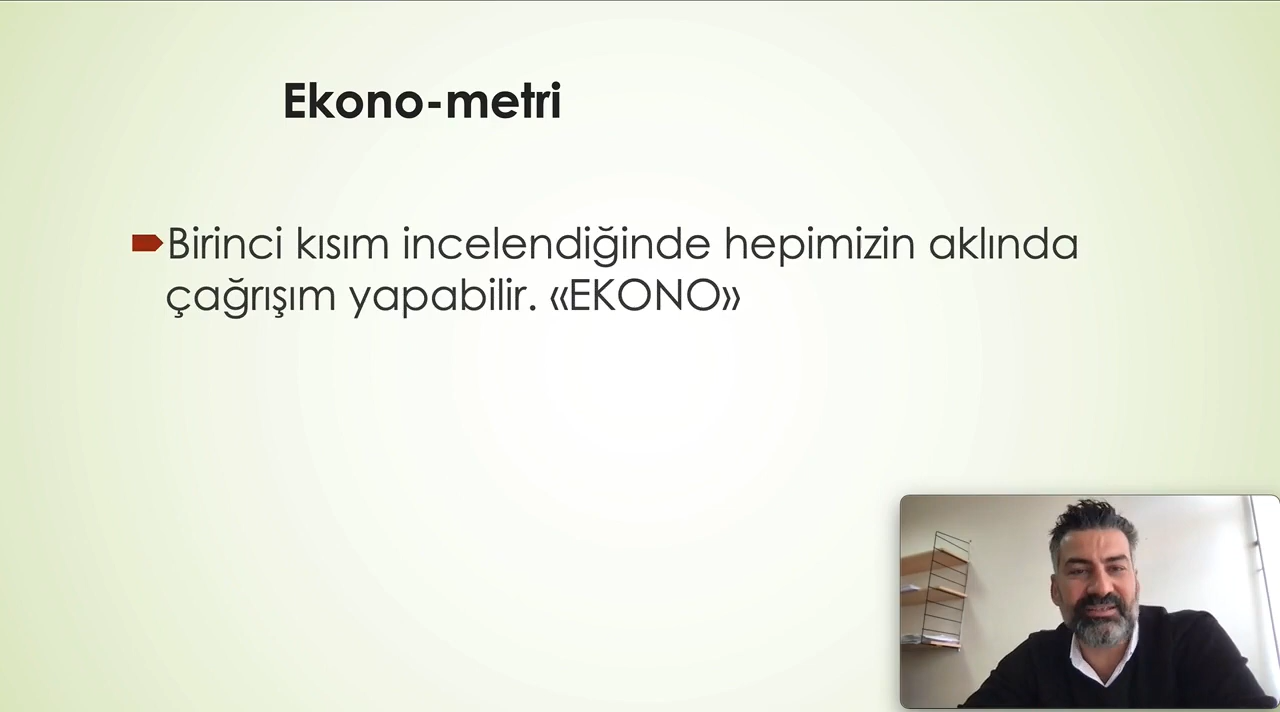 Ekono-metri
Birinci kısım incelendiğinde hepimizin aklında
çağrışım yapabilir. «EKONO»